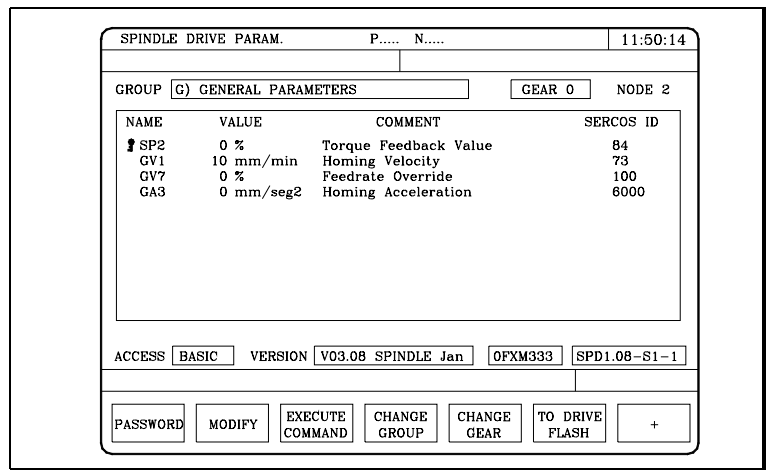 SPINDLE DRIVE PARAM. P..... N..... 11:50:14
GROUP G) GENERAL PARAMETERS GEAR 0 NODE 2
NAME VALUE COMMENT SERCOS ID
SP2 0 % Torque Feedback Value 84
GV1 10 mm/min Homing Velocity 73
GV7 0 % Feedrate Override 100
GA3 0 mm/seg2 Homing Acceleration 6000
ACCESS BASIC VERSION V03.08 SPINDLE Jan 0FXM333 SPD1.08-S1-1
PASSWORD MODIFY EXECUTE COMMAND CHANGE GROUP CHANGE GEAR TO DRIVE FLASH +